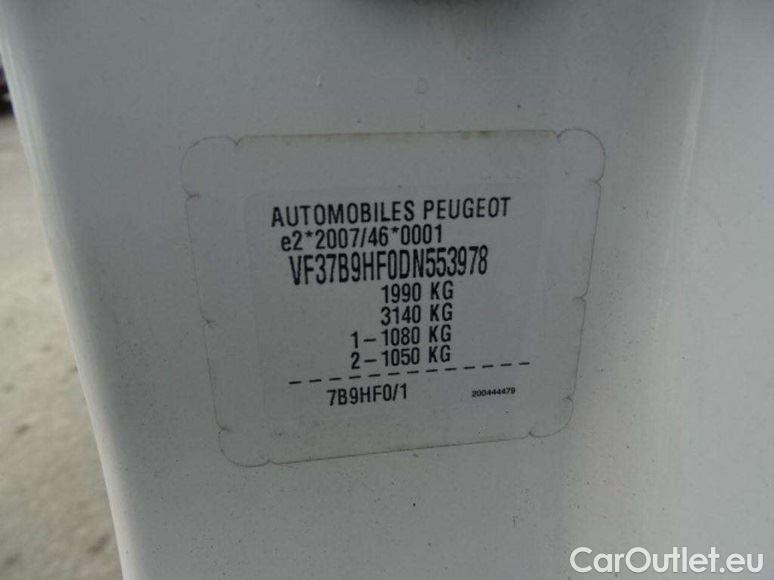 AUTOMOBILES PEUGEOT
e2*2007/46*0001
VF37B9HF0DN553978
1990 KG
3140 KG
1-1080 KG
2-1050 KG
7B9HF0/1
200444479
CarOutlet.eu